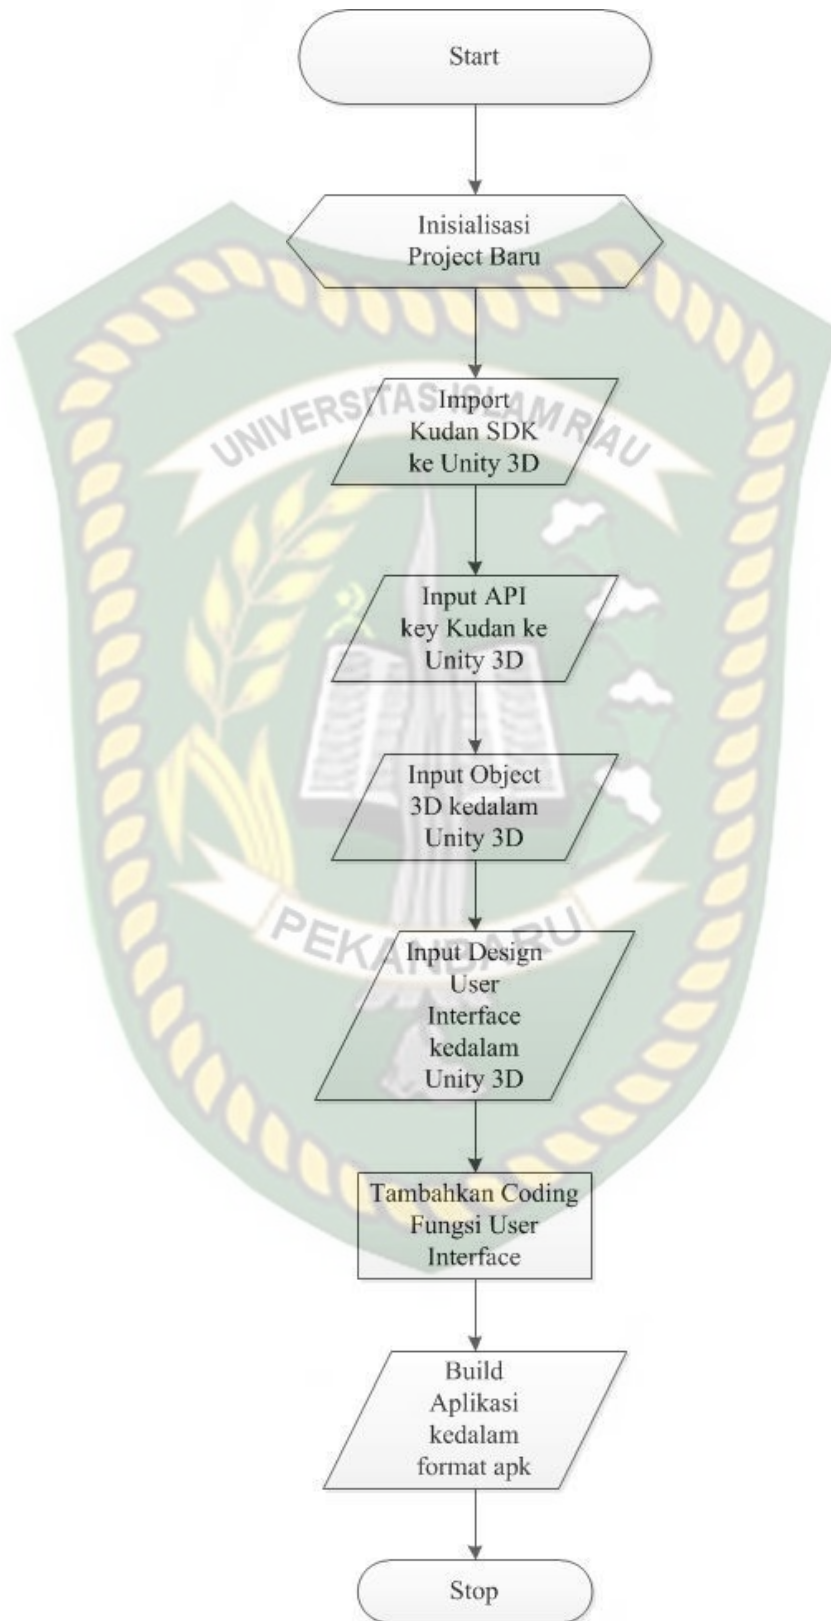 Start
Inisialisasi
Project Baru
UNIVERSITAS ISLAM RIAU
Import
Kudan SDK
ke Unity 3D
Input API
key Kudan ke
Unity 3D
Input Object
3D kedalam
Unity 3D
PEKANBARU
Input Design
User
Interface
kedalam
Unity 3D
Tambahkan Coding
Fungsi User
Interface
Build
Aplikasi
kedalam
format apk
Stop